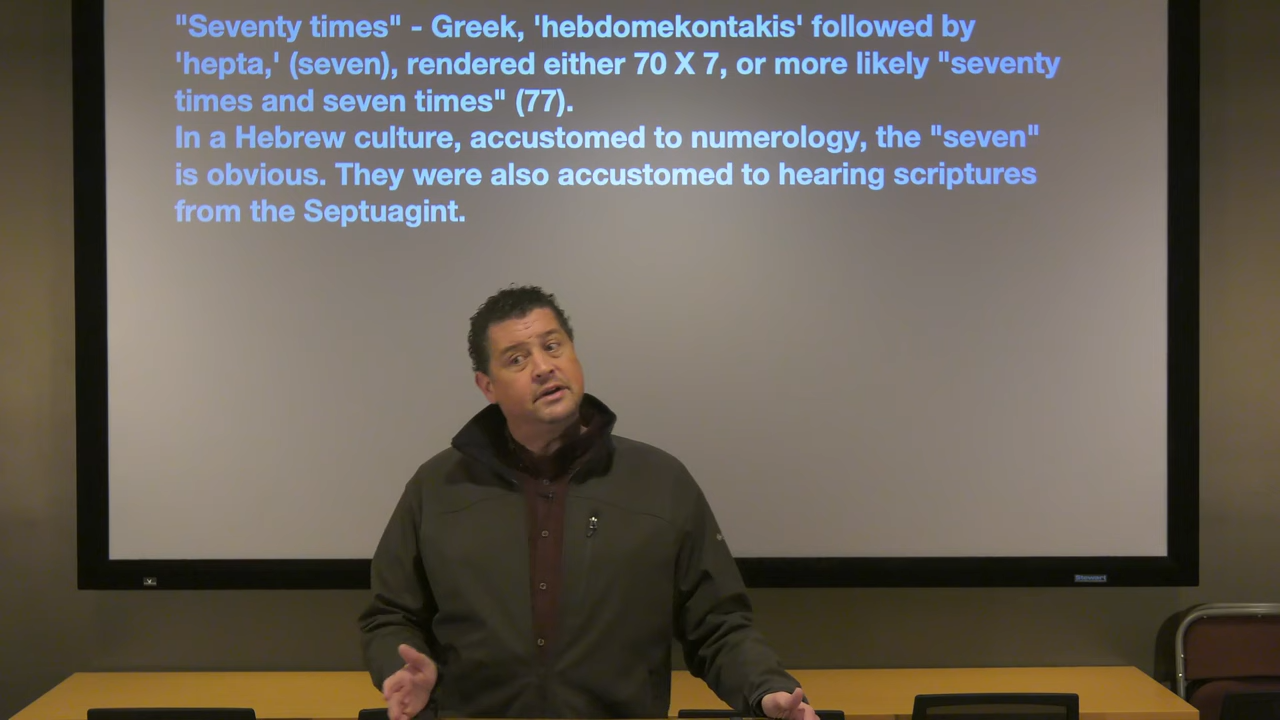 "Seventy times" - Greek, 'hebdomekontakis' followed by
'hepta,' (seven), rendered either 70 X 7, or more likely "seventy
times and seven times" (77).
In a Hebrew culture, accustomed to numerology, the "seven"
is obvious. They were also accustomed to hearing scriptures
from the Septuagint.
Stewart